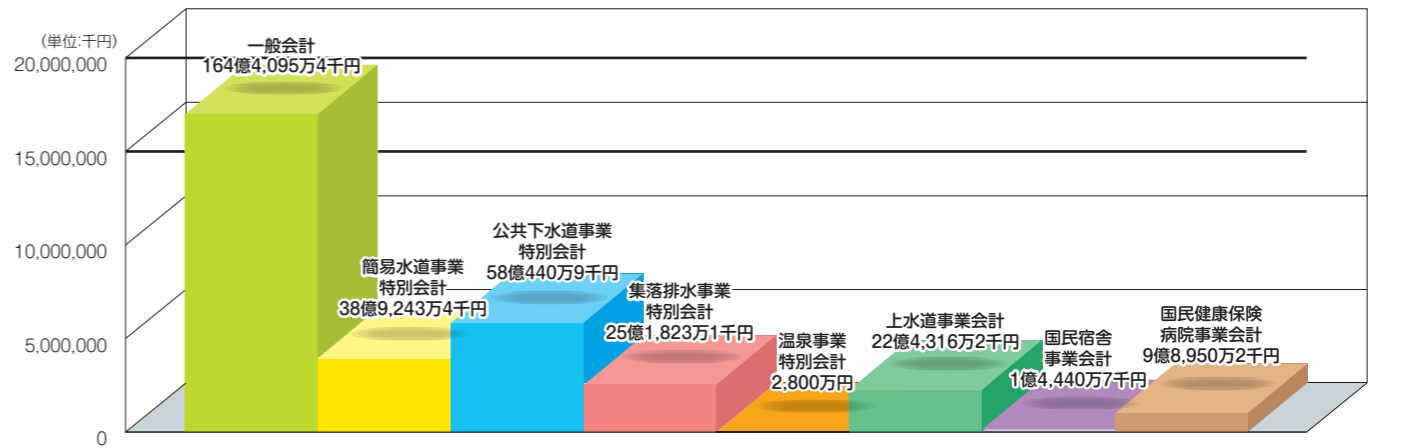 (単位:千円)
20,000,000
15,000,000
10,000,000
5,000,000
0
一般会計
164億4,095万4千円
簡易水道事業
特別会計
38億9,243万4千円
公共下水道事業
特別会計
58億440万9千円
集落排水事業
特別会計
25億1,823万1千円
温泉事業
特別会計
2,800万円
上水道事業会計
22億4,316万2千円
国民宿舎
事業会計
1億4,440万7千円
国民健康保険
病院事業会計
9億8,950万2千円